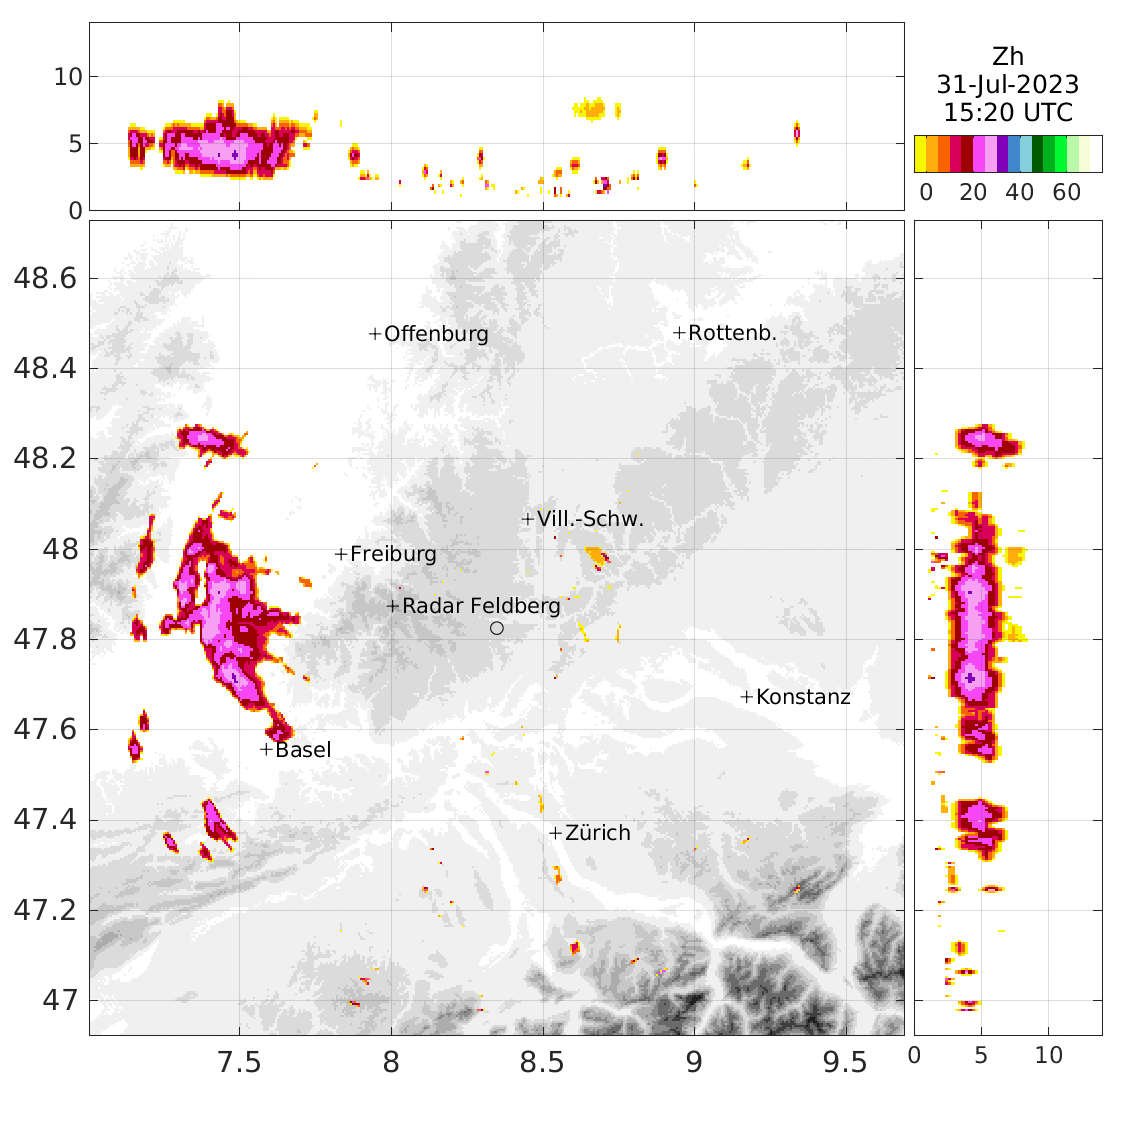 10
5
0
Zh
31-Jul-2023
15:20 UTC
0 20 40 60
48.6
48.4
48.2
48
47.8
47.6
47.4
47.2
47
+Offenburg
+Rottenb.
+Vill.-Schw.
+Freiburg
+Radar Feldberg
+Konstanz
+Basel
+Zürich
7.5 8 8.5 9 9.5
0 5 10